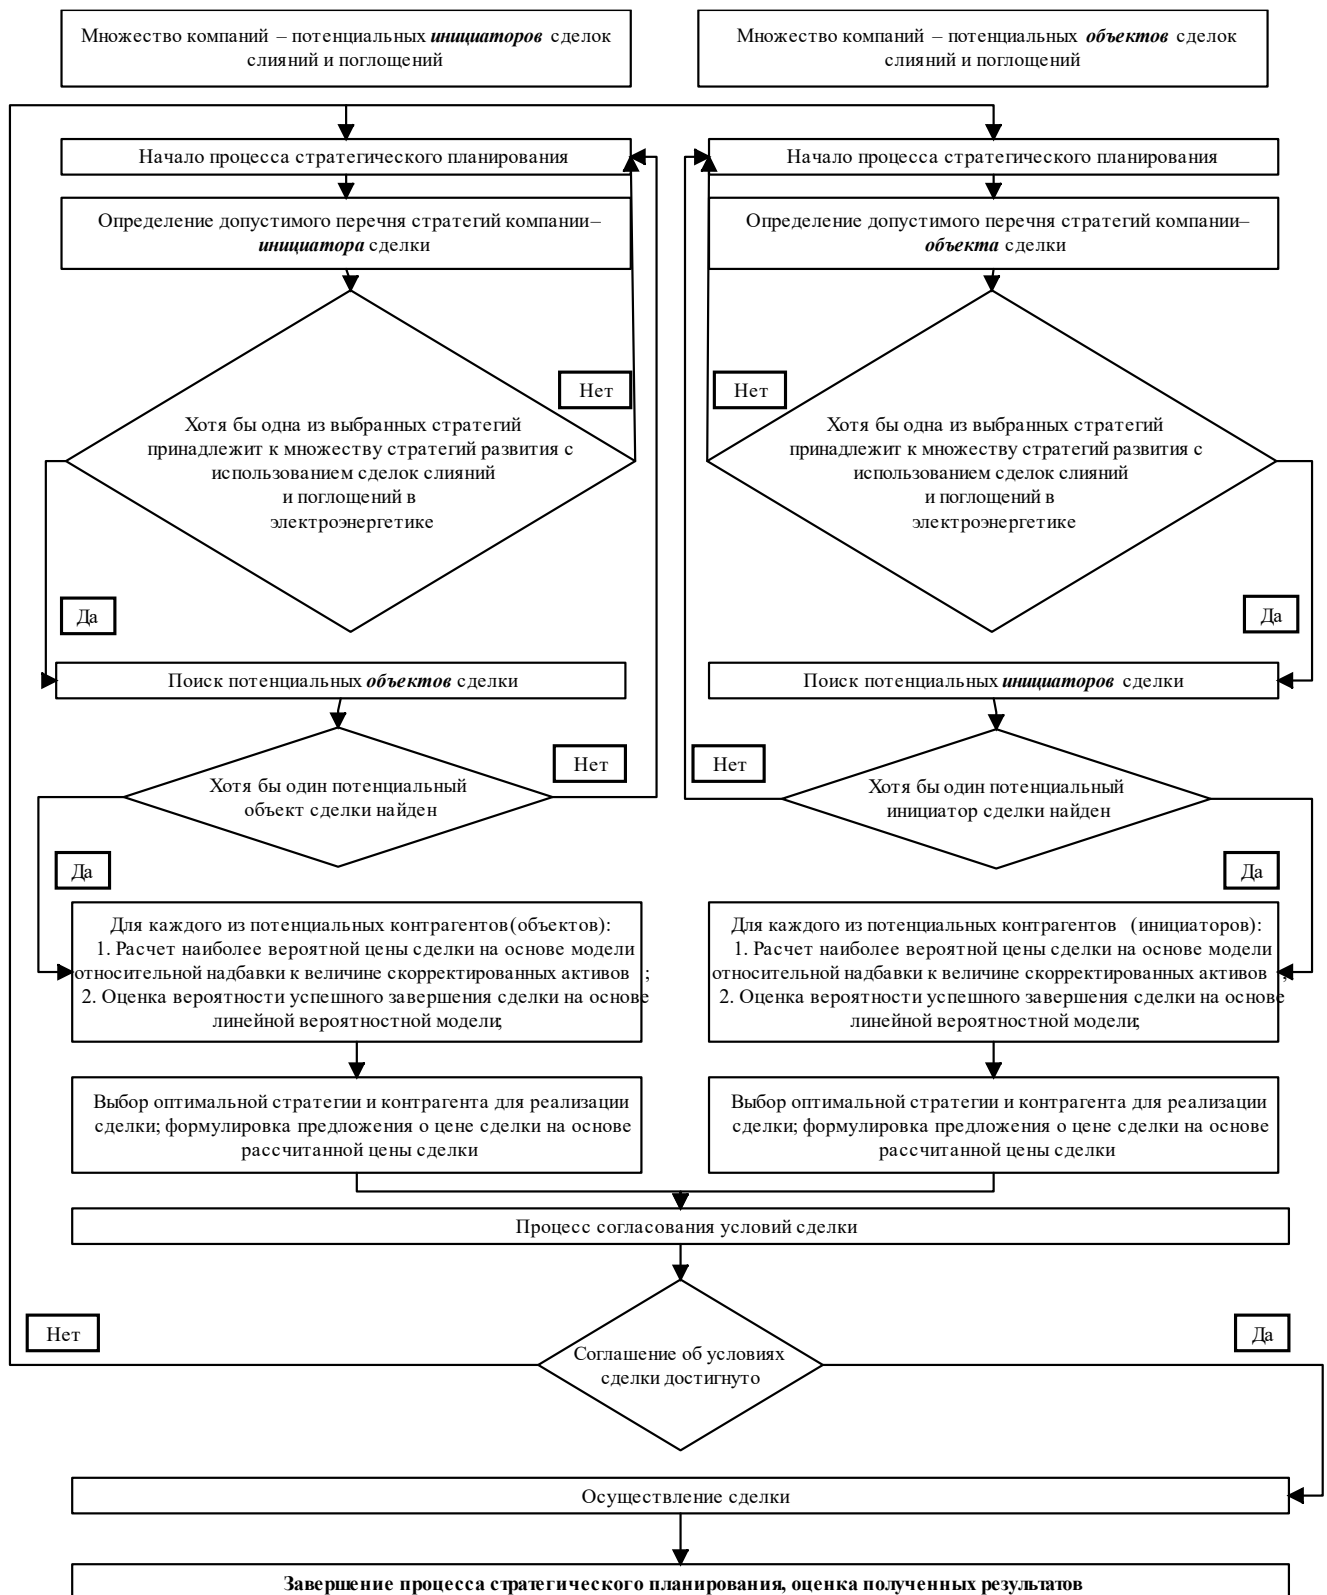 Множество компаний – потенциальных инициаторов сделок
слияний и поглощений
Множество компаний – потенциальных объектов сделок
слияний и поглощений
Начало процесса стратегического планирования
Начало процесса стратегического планирования
Определение допустимого перечня стратегий компании–
инициатора сделки
Определение допустимого перечня стратегий компании–
объекта сделки
Нет
Нет
Хотя бы одна из выбранных стратегий
принадлежит к множеству стратегий развития с
использованием сделок слияний
и поглощений в
электроэнергетике
Хотя бы одна из выбранных стратегий
принадлежит к множеству стратегий развития с
использованием сделок слияний
и поглощений в
электроэнергетике
Да
Да
Поиск потенциальных объектов сделки
Поиск потенциальных инициаторов сделки
Нет
Нет
Хотя бы один потенциальный
объект сделки найден
Хотя бы один потенциальный
инициатор сделки найден
Да
Да
Для каждого из потенциальных контрагентов (объектов):
1. Расчет наиболее вероятной цены сделки на основе модели
относительной надбавки к величине скорректированных активов ;
2. Оценка вероятности успешного завершения сделки на основе
линейной вероятностной модели;
Для каждого из потенциальных контрагентов (инициаторов):
1. Расчет наиболее вероятной цены сделки на основе модели
относительной надбавки к величине скорректированных активов ;
2. Оценка вероятности успешного завершения сделки на основе
линейной вероятностной модели;
Выбор оптимальной стратегии и контрагента для реализации
сделки; формулировка предложения о цене сделки на основе
рассчитанной цены сделки
Выбор оптимальной стратегии и контрагента для реализации
сделки; формулировка предложения о цене сделки на основе
рассчитанной цены сделки
Процесс согласования условий сделки
Нет
Да
Соглашение об условиях
сделки достигнуто
Осуществление сделки
Завершение процесса стратегического планирования, оценка полученных результатов